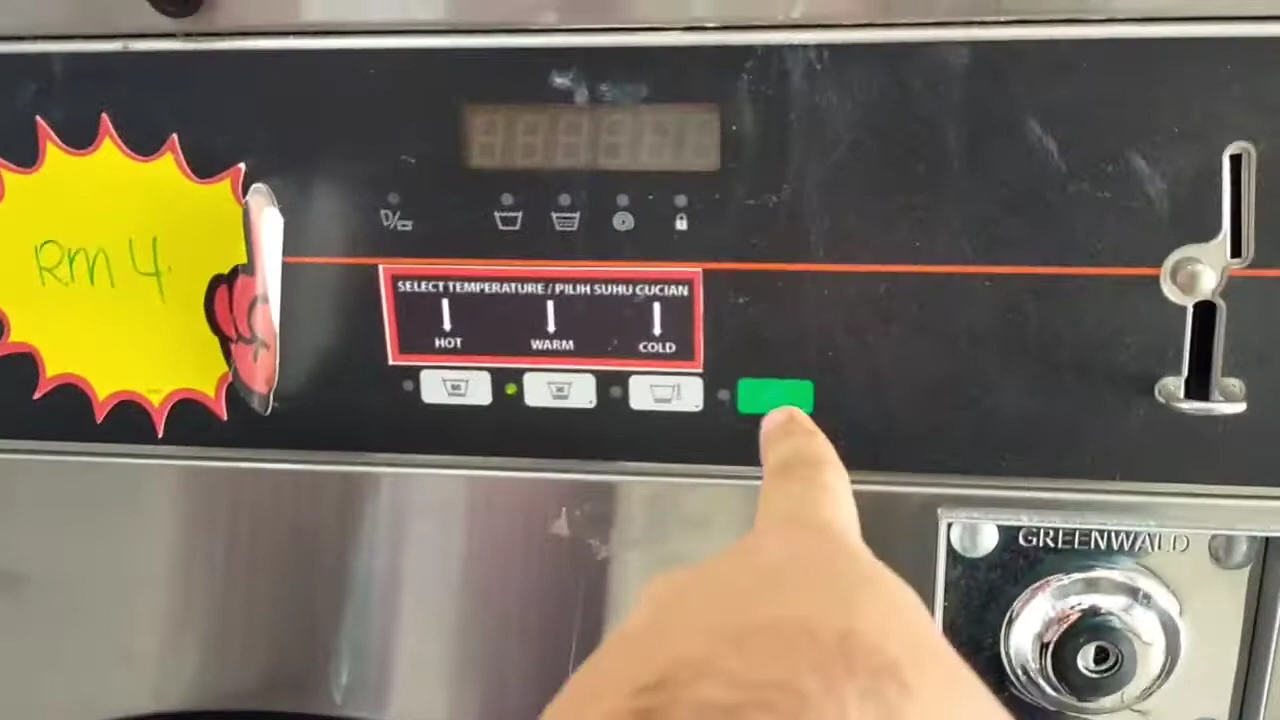 Rm 4
SELECT TEMPERATURE / PILIH SUHU CUCIAN
HOT WARM COLD
GREENWALD